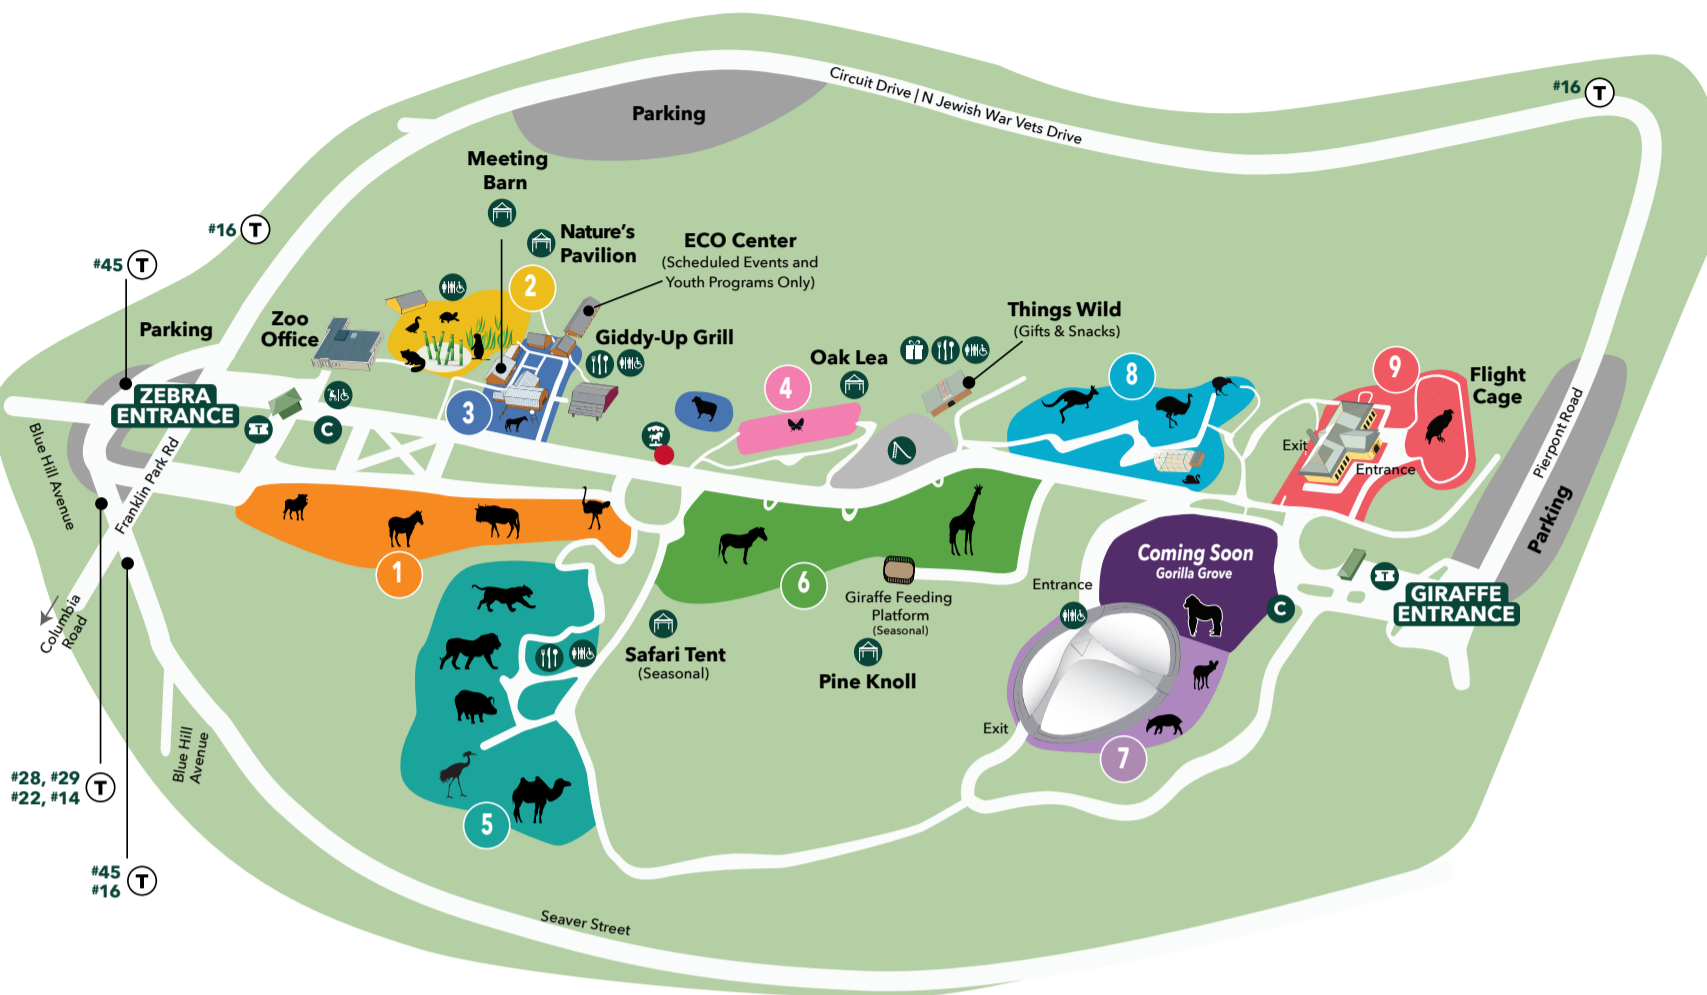 Circuit Drive | N Jewish War Vets Drive
#16 T
Parking
Meeting
Barn
#16 T
Nature's
Pavilion
ECO Center
(Scheduled Events and
Youth Programs Only)
#45 T
2
Parking
Zoo
Office
Giddy-Up Grill
Things Wild
(Gifts & Snacks)
Oak Lea
4
8
9
Flight
Cage
ZEBRA
ENTRANCE
T
C
3
Exit
Entrance
Pierpont Road
Parking
Blue Hill Avenue
Franklin Park Rd
1
6
Coming Soon
Gorilla Grove
Entrance
Giraffe Feeding
Platform
(Seasonal)
T
GIRAFFE
ENTRANCE
C
Columbia
Road
Safari Tent
(Seasonal)
Pine Knoll
Exit
7
Blue Hill
Avenue
#28, #29
#22, #14
T
5
#45
#16
T
Seaver Street